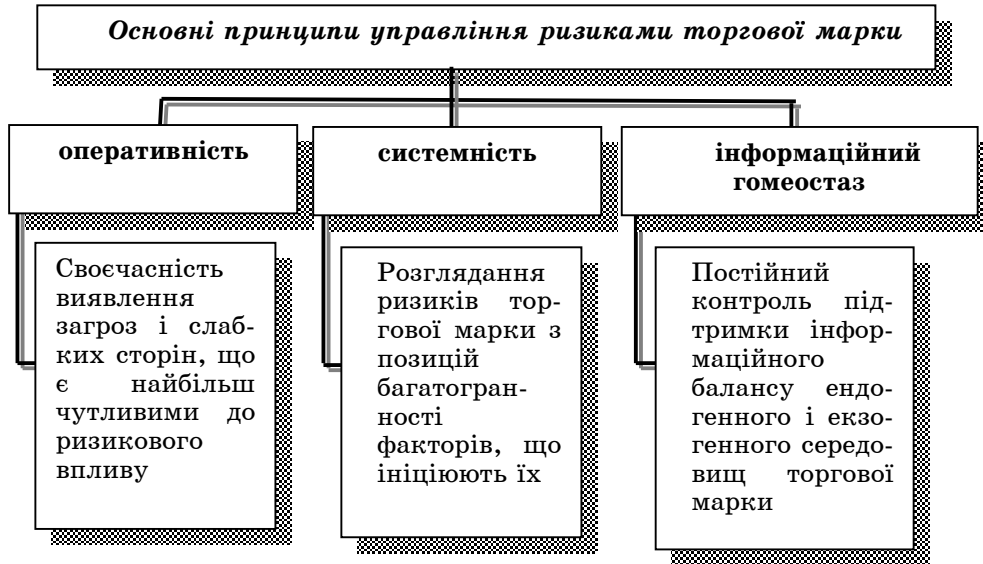 Основні принципи управління ризиками торгової марки
оперативність
системність
інформаційний
гомеостаз
Своєчасність
виявлення
загроз і слаб-
ких сторін, що
є найбільш
чутливими до
ризикового
впливу
Розглядання
ризиків тор-
гової марки з
позицій
багатогран-
ності
факторів, що
ініціюють їх
Постійний
контроль під-
тримки інфор-
маційного
балансу ендо-
генного і екзо-
генного середо-
вищ торгової
марки